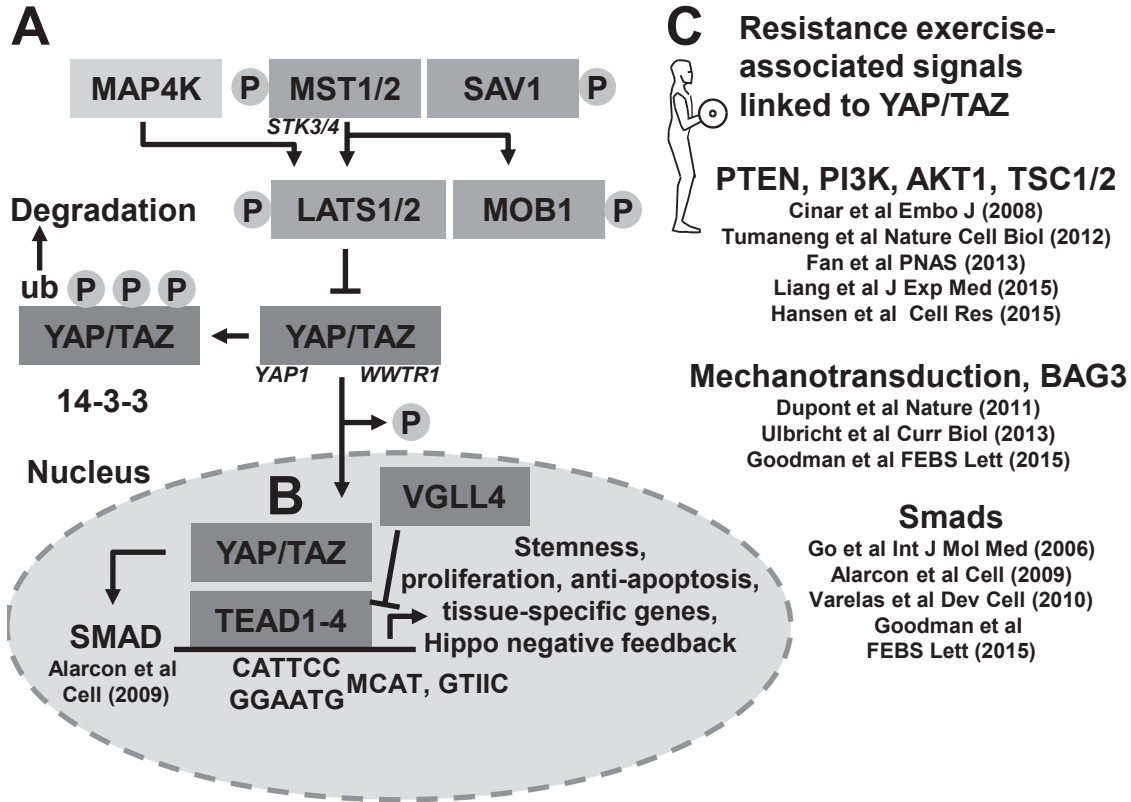 A
MAP4K
P
MST1/2
SAV1
P
STK3/4
P
LATS1/2
MOB1
P
Degradation
ub
P
P
P
YAP/TAZ
YAP/TAZ
YAP1
WWTR1
14-3-3
P
Nucleus
B
VGLL4
YAP/TAZ
TEAD1-4
Stemness,
proliferation, anti-apoptosis,
tissue-specific genes,
Hippo negative feedback
SMAD
Alarcon et al
Cell (2009)
CATTCC
GGAATG
MCAT, GTIIC
C
Resistance exercise-
associated signals
linked to YAP/TAZ
PTEN, PI3K, AKT1, TSC1/2
Cinar et al Embo J (2008)
Tumaneng et al Nature Cell Biol (2012)
Fan et al PNAS (2013)
Liang et al J Exp Med (2015)
Hansen et al Cell Res (2015)
Mechanotransduction, BAG3
Dupont et al Nature (2011)
Ulbricht et al Curr Biol (2013)
Goodman et al FEBS Lett (2015)
Smads
Go et al Int J Mol Med (2006)
Alarcon et al Cell (2009)
Varelas et al Dev Cell (2010)
Goodman et al
FEBS Lett (2015)